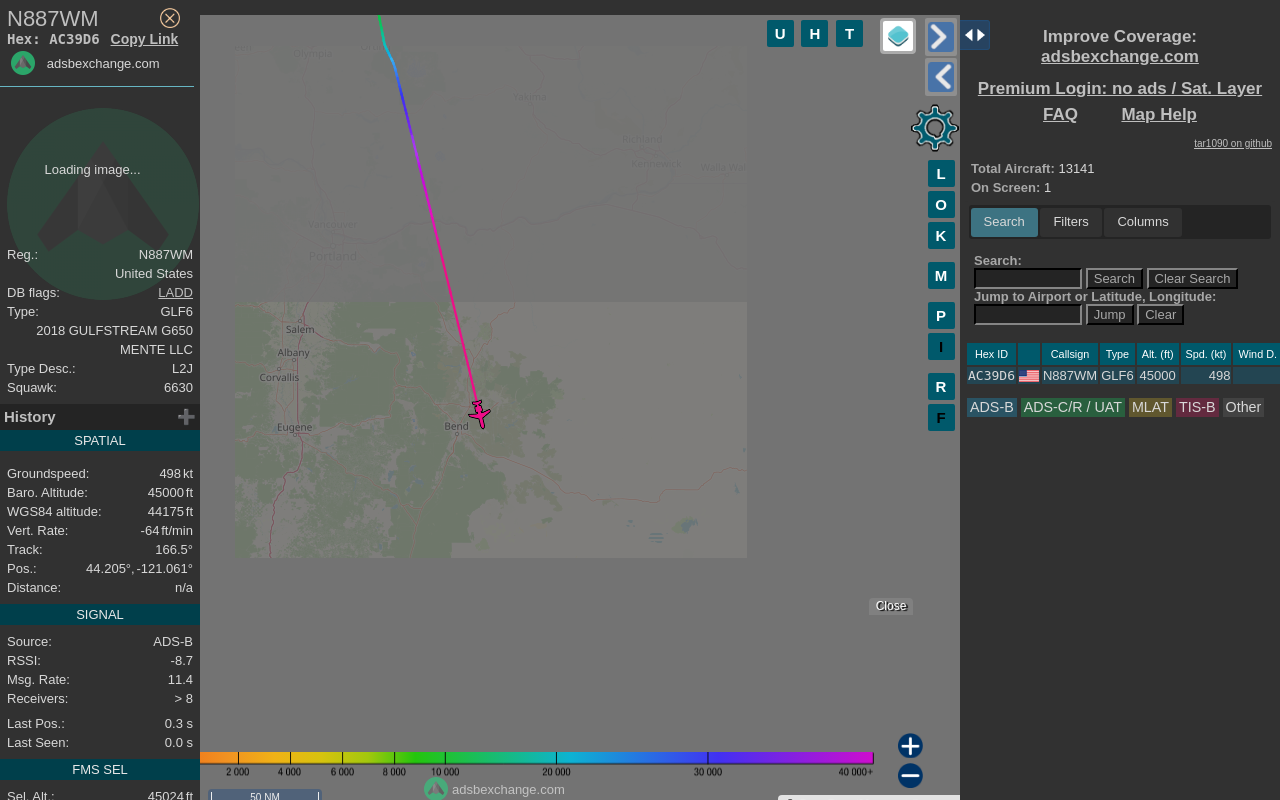 N887WM
Hex: AC39D6 Copy Link
adsbexchange.com
Loading image...
Reg.: N887WM
United States
DB flags: LADD
Type: GLF6
2018 GULFSTREAM G650
MENTE LLC
Type Desc.: L2J
Squawk: 6630
History
SPATIAL
Groundspeed: 498 kt
Baro. Altitude: 45000 ft
WGS84 altitude: 44175 ft
Vert. Rate: -64 ft/min
Track: 166.5°
Pos.: 44.205°, -121.061°
Distance: n/a
SIGNAL
Source: ADS-B
RSSI: -8.7
Msg. Rate: 11.4
Receivers: > 8
Last Pos.: 0.3 s
Last Seen: 0.0 s
FMS SEL
Sel. Alt.: 45024 ft
U H T
L
O
K
M
P
I
R
F
Olympia
Yakima
Richland
Kennewick
Vancouver
Portland
Salem
Albany
Corvallis
Eugene
Bend
Close
2 000 4 000 6 000 8 000 10 000 20 000 30 000 40 000+
adsbexchange.com
50 NM
Improve Coverage:
adsbexchange.com
Premium Login: no ads / Sat. Layer
FAQ Map Help
tar1090 on github
Total Aircraft: 13141
On Screen: 1
Search Filters Columns
Search:
Search Clear Search
Jump to Airport or Latitude, Longitude:
Jump Clear
Hex ID Callsign Type Alt. (ft) Spd. (kt) Wind D.
AC39D6 N887WM GLF6 45000 498
ADS-B ADS-C/R / UAT MLAT TIS-B Other